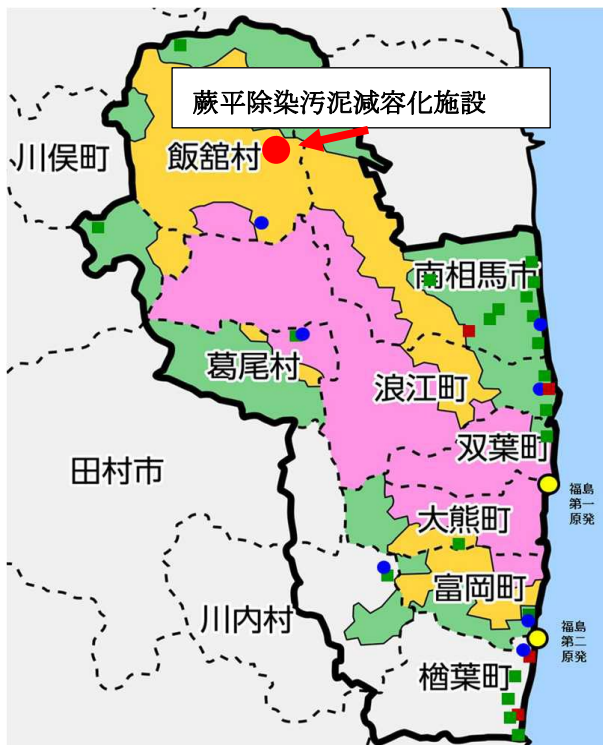 蕨平除染汚泥減容化施設
川俣町
飯舘村
南相馬市
葛尾村
浪江町
双葉町
田村市
福島
第一
原発
大熊町
富岡町
川内村
福島
第二
原発
楢葉町